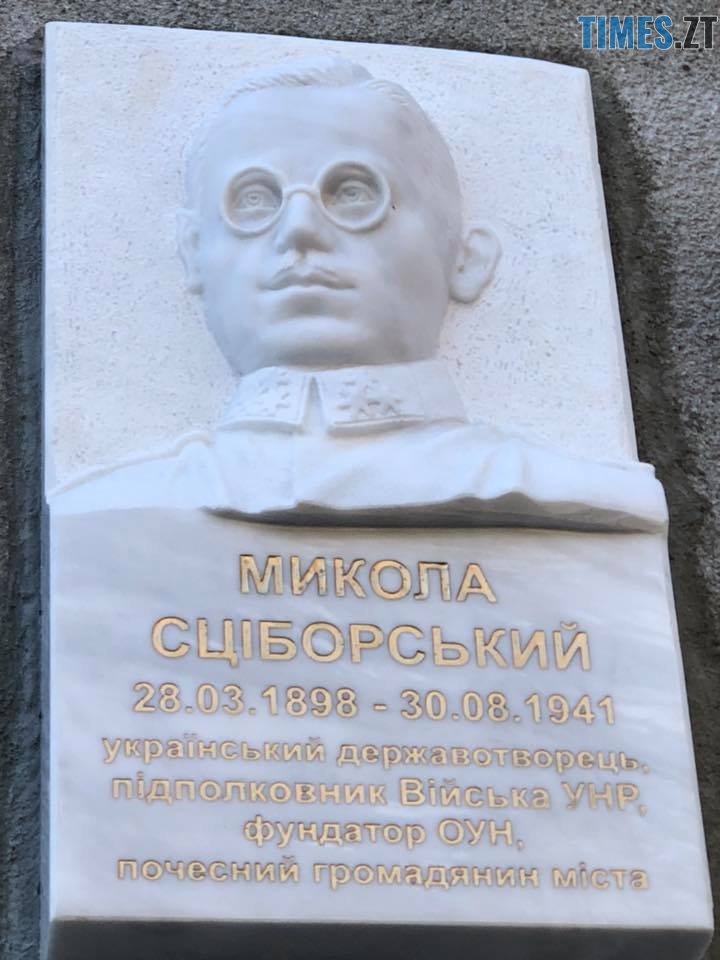 TIMES.ZT
МИКОЛА
СЦІБОРСЬКИЙ
28.03.1898 - 30.08.1941
український державотворець,
підполковник Війська УНР,
фундатор ОУН,
почесний громадянин міста